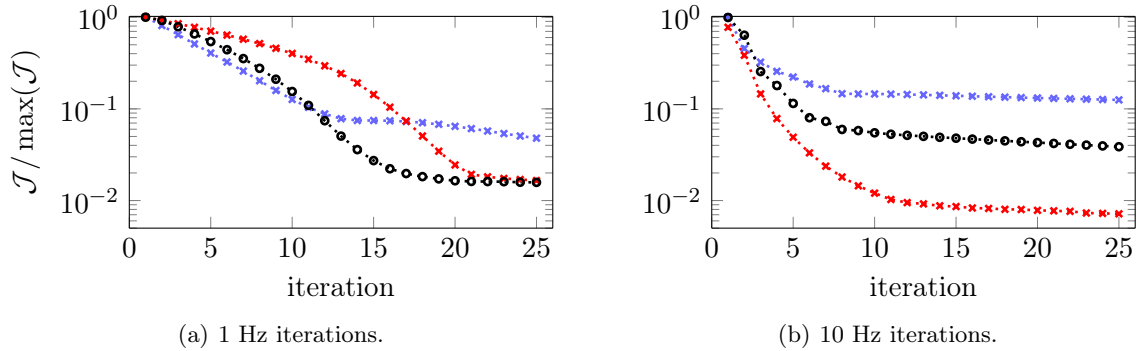 𝒥 / max(𝒥)
10^0
10^−1
10^−2
0 5 10 15 20 25
iteration
(a) 1 Hz iterations.
10^0
10^−1
10^−2
0 5 10 15 20 25
iteration
(b) 10 Hz iterations.